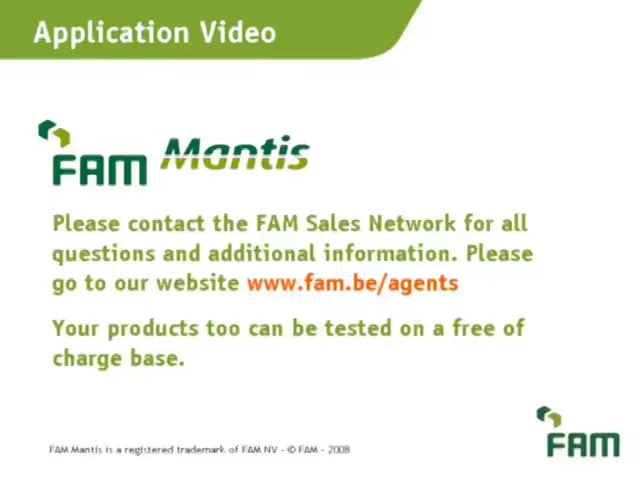 Application Video
FAM Mantis
Please contact the FAM Sales Network for all
questions and additional information. Please
go to our website www.fam.be/agents
Your products too can be tested on a free of
charge base.
FAM Mantis is a registered trademark of FAM NV - © FAM - 2008
FAM